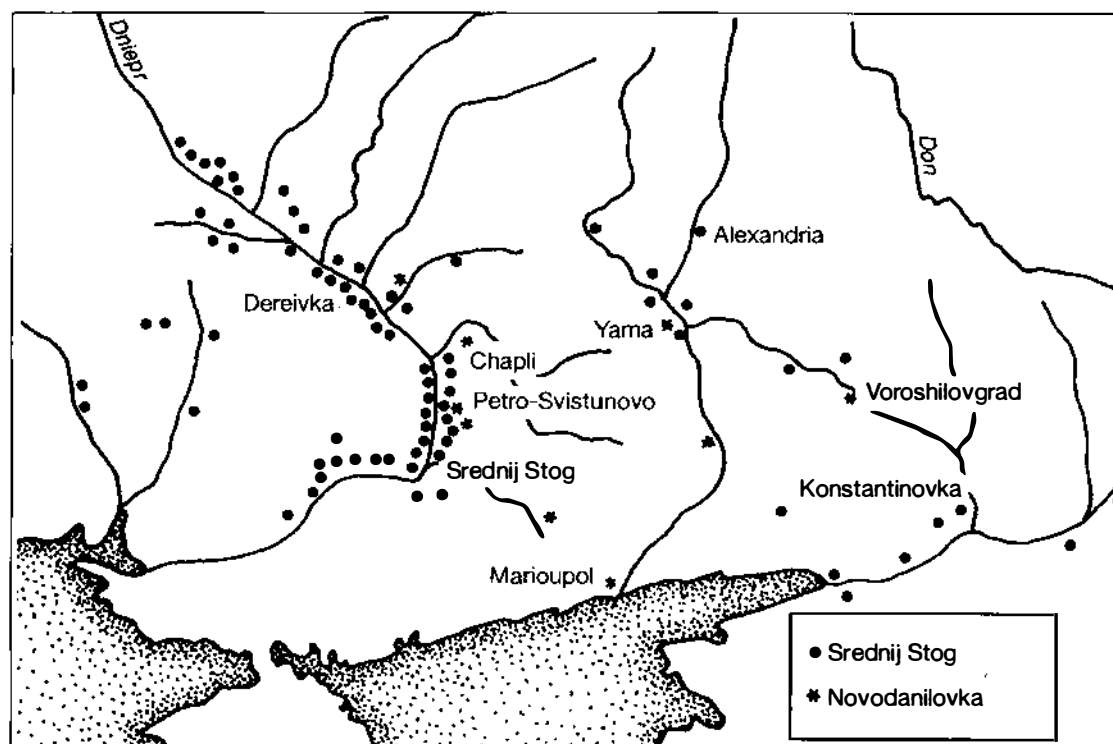 Dniepr
Don
Alexandria
Dereivka
Yama
Chapli
Voroshilovgrad
Petro-Svistunovo
Srednij Stog
Konstantinovka
Marioupol
Srednij Stog
Novodanilovka